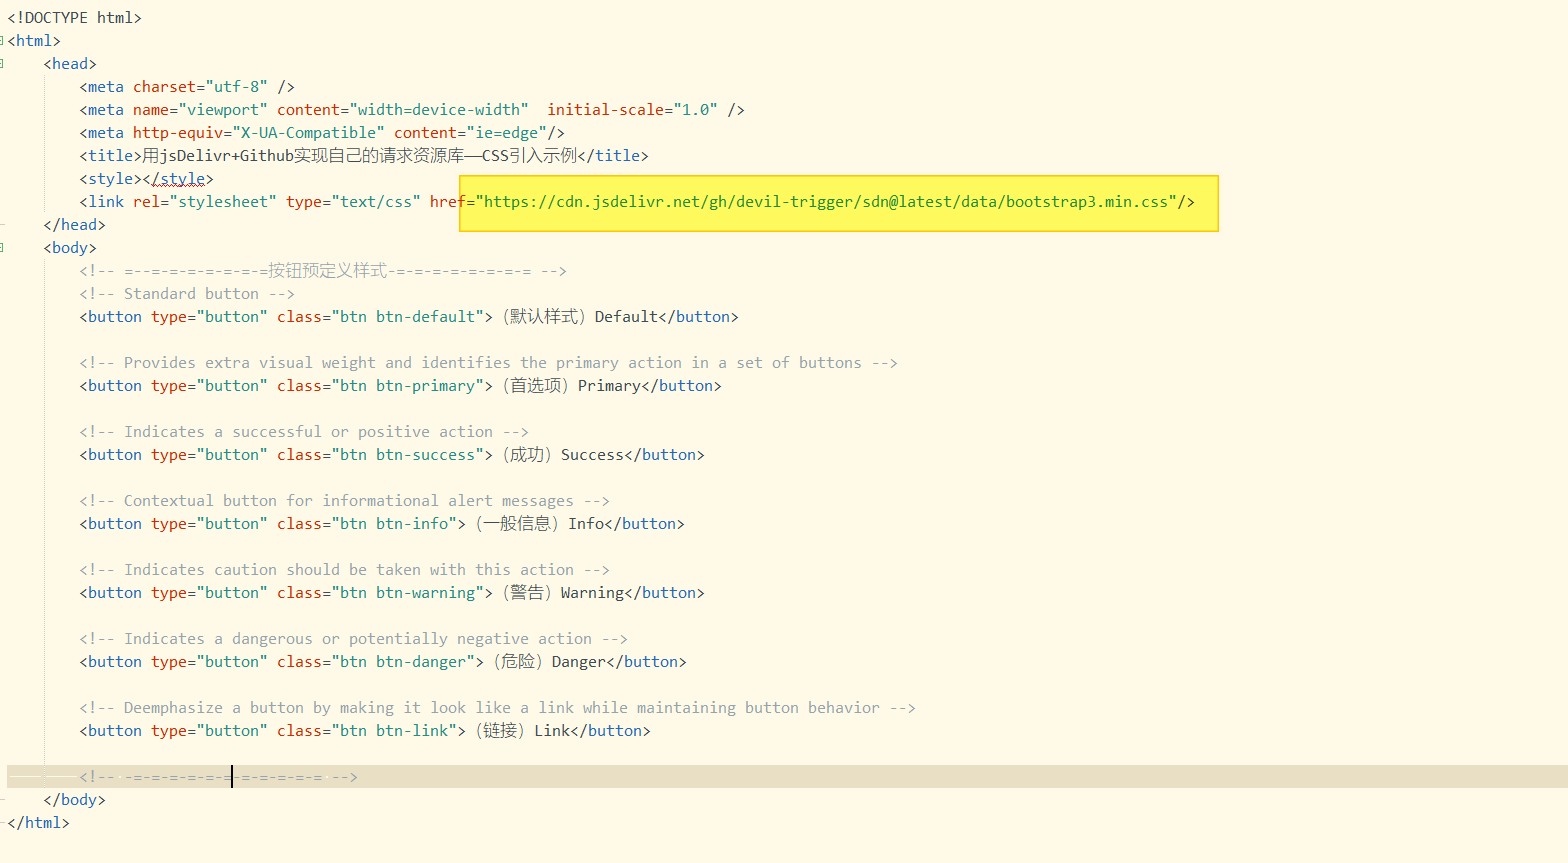 <!DOCTYPE html>
<html>
<head>
<meta charset="utf-8" />
<meta name="viewport" content="width=device-width"  initial-scale="1.0" />
<meta http-equiv="X-UA-Compatible" content="ie=edge"/>
<title>用jsDelivr+Github实现自己的请求资源库——CSS引入示例</title>
<style></style>
<link rel="stylesheet" type="text/css" href="https://cdn.jsdelivr.net/gh/devil-trigger/sdn@latest/data/bootstrap3.min.css"/>
</head>
<body>
<!-- =--=-=-=-=-=-=-=按钮预定义样式-=-=-=-=-=-=-=-= -->
<!-- Standard button -->
<button type="button" class="btn btn-default">（默认样式）Default</button>
<!-- Provides extra visual weight and identifies the primary action in a set of buttons -->
<button type="button" class="btn btn-primary">（首选项）Primary</button>
<!-- Indicates a successful or positive action -->
<button type="button" class="btn btn-success">（成功）Success</button>
<!-- Contextual button for informational alert messages -->
<button type="button" class="btn btn-info">（一般信息）Info</button>
<!-- Indicates caution should be taken with this action -->
<button type="button" class="btn btn-warning">（警告）Warning</button>
<!-- Indicates a dangerous or potentially negative action -->
<button type="button" class="btn btn-danger">（危险）Danger</button>
<!-- Deemphasize a button by making it look like a link while maintaining button behavior -->
<button type="button" class="btn btn-link">（链接）Link</button>
<!-- -=-=-=-=-=-=-=-=-=-=-= -->
</body>
</html>